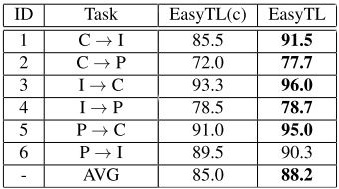 ID Task EasyTL(c) EasyTL
1 C → I 85.5 91.5
2 C → P 72.0 77.7
3 I → C 93.3 96.0
4 I → P 78.5 78.7
5 P → C 91.0 95.0
6 P → I 89.5 90.3
- AVG 85.0 88.2